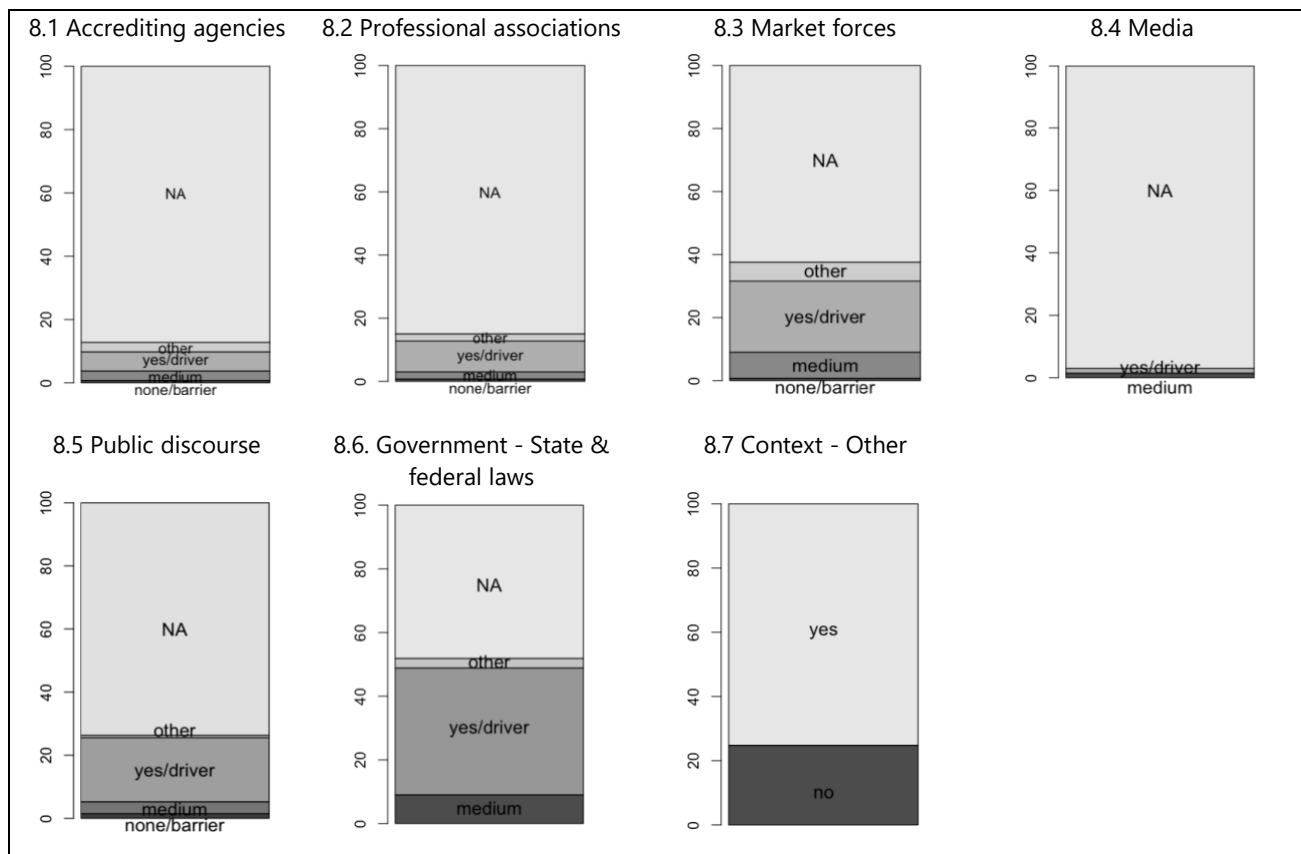 8.1 Accrediting agencies
8.2 Professional associations
8.3 Market forces
8.4 Media
100
80
60
40
20
0
NA
other
yes/driver
medium
none/barrier
100
80
60
40
20
0
NA
other
yes/driver
medium
none/barrier
100
80
60
40
20
0
NA
other
yes/driver
medium
none/barrier
100
80
60
40
20
0
NA
yes/driver
medium
8.5 Public discourse
8.6. Government - State &
federal laws
8.7 Context - Other
100
80
60
40
20
0
NA
other
yes/driver
medium
none/barrier
100
80
60
40
20
0
NA
other
yes/driver
medium
100
80
60
40
20
0
yes
no